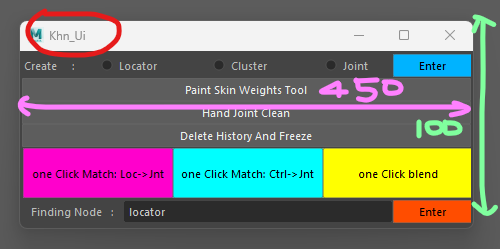 Khn_Ui
Create : Locator Cluster Joint Enter
Paint Skin Weights Tool
450
Hand Joint Clean
100
Delete History And Freeze
one Click Match: Loc->Jnt one Click Match: Ctrl->Jnt one Click blend
Finding Node : locator Enter